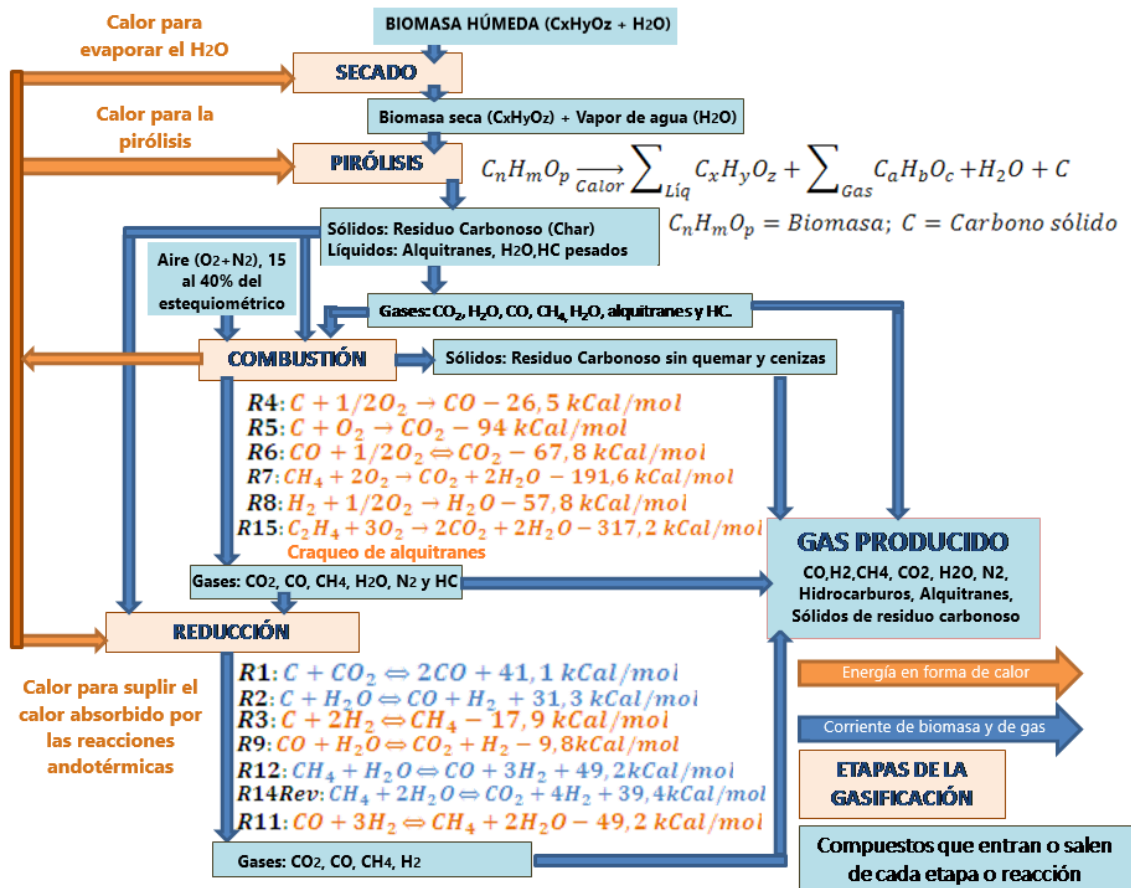 Calor para
evaporar el H2O
BIOMASA HÚMEDA (CxHyOz + H2O)
SECADO
Biomasa seca (CxHyOz) + Vapor de agua (H2O)
Calor para la
pirólisis
PIRÓLISIS
C_nH_mO_p →_Calor ∑_Líq C_xH_yO_z + ∑_Gas C_aH_bO_c +H_2O + C
C_nH_mO_p = Biomasa; C = Carbono sólido
Sólidos: Residuo Carbonoso (Char)
Líquidos: Alquitranes, H2O,HC pesados
Aire (O2+N2), 15
al 40% del
estequiométrico
Gases: CO2, H2O, CO, CH4, H2O, alquitranes y HC.
COMBUSTIÓN
Sólidos: Residuo Carbonoso sin quemar y cenizas
R4: C + 1/2O2 → CO − 26,5 kCal/mol
R5: C + O2 → CO2 − 94 kCal/mol
R6: CO + 1/2O2 ⇔ CO2 − 67,8 kCal/mol
R7: CH4 + 2O2 → CO2 + 2H2O − 191,6 kCal/mol
R8: H2 + 1/2O2 → H2O − 57,8 kCal/mol
R15: C2H4 + 3O2 → 2CO2 + 2H2O − 317,2 kCal/mol
Craqueo de alquitranes
Gases: CO2, CO, CH4, H2O, N2 y HC
GAS PRODUCIDO
CO,H2,CH4, CO2, H2O, N2,
Hidrocarburos, Alquitranes,
Sólidos de residuo carbonoso
REDUCCIÓN
Calor para suplir el
calor absorbido por
las reacciones
andotérmicas
R1: C + CO2 ⇔ 2CO + 41,1 kCal/mol
R2: C + H2O ⇔ CO + H2 + 31,3 kCal/mol
R3: C + 2H2 ⇔ CH4 − 17,9 kCal/mol
R9: CO + H2O ⇔ CO2 + H2 − 9,8kCal/mol
R12: CH4 + H2O ⇔ CO + 3H2 + 49,2kCal/mol
R14Rev: CH4 + 2H2O ⇔ CO2 + 4H2 + 39,4kCal/mol
R11: CO + 3H2 ⇔ CH4 + 2H2O − 49,2 kCal/mol
Gases: CO2, CO, CH4, H2
Energía en forma de calor
Corriente de biomasa y de gas
ETAPAS DE LA
GASIFICACIÓN
Compuestos que entran o salen
de cada etapa o reacción